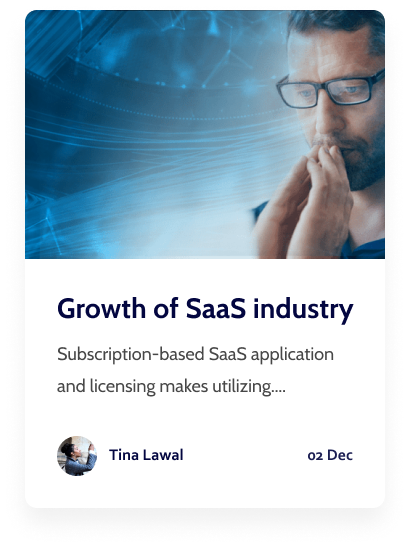 Growth of SaaS industry
Subscription-based SaaS application
and licensing makes utilizing....
Tina Lawal 02 Dec